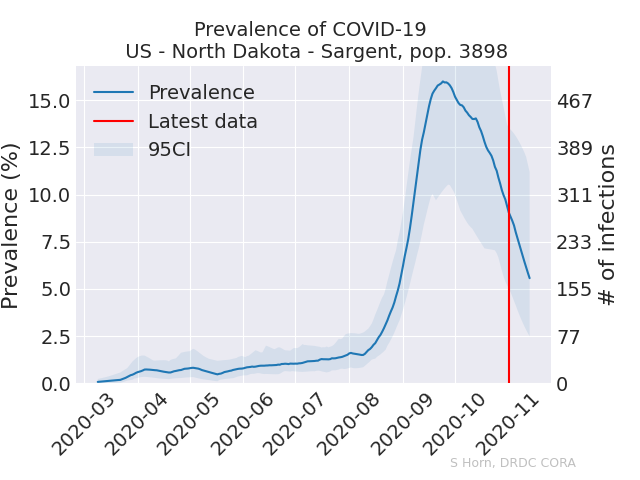 Prevalence of COVID-19
US - North Dakota - Sargent, pop. 3898
Prevalence (%)
15.0
12.5
10.0
7.5
5.0
2.5
0.0
Prevalence
Latest data
95CI
467
389
311
233
155
77
0
# of infections
2020-03
2020-04
2020-05
2020-06
2020-07
2020-08
2020-09
2020-10
2020-11
S Horn, DRDC CORA